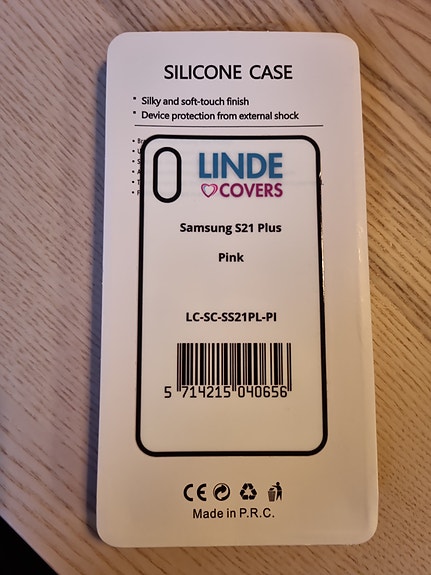 SILICONE CASE
* Silky and soft-touch finish
* Device protection from external shock
LINDE
COVERS
Samsung S21 Plus
Pink
LC-SC-SS21PL-PI
5 714215 040656
CE
Made in P.R.C.